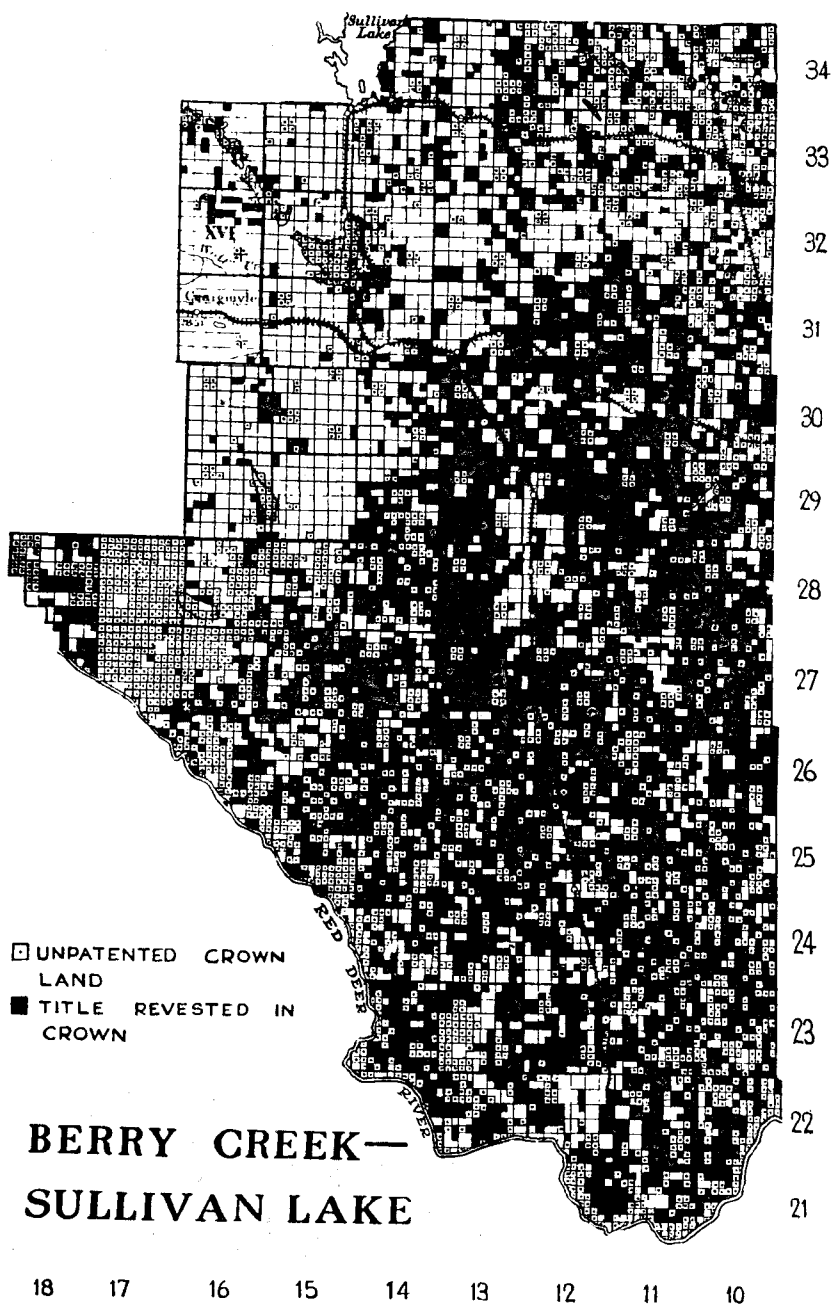 Sullivan
Lake
34
33
32
XVI
31
Craigmyle
30
29
28
27
26
25
24
23
22
21
RED DEER
RIVER
UNPATENTED CROWN
LAND
TITLE REVESTED IN
CROWN
BERRY CREEK—
SULLIVAN LAKE
18 17 16 15 14 13 12 11 10